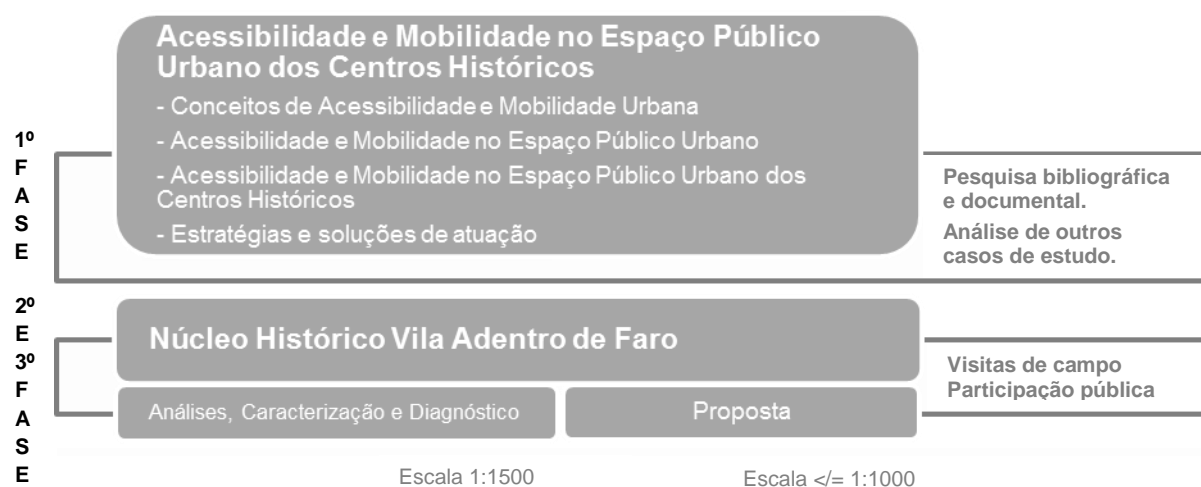 Acessibilidade e Mobilidade no Espaço Público
Urbano dos Centros Históricos
- Conceitos de Acessibilidade e Mobilidade Urbana
- Acessibilidade e Mobilidade no Espaço Público Urbano
- Acessibilidade e Mobilidade no Espaço Público Urbano dos
Centros Históricos
- Estratégias e soluções de atuação
1º
F
A
S
E
Pesquisa bibliográfica
e documental.
Análise de outros
casos de estudo.
2º
E
3º
F
A
S
E
Núcleo Histórico Vila Adentro de Faro
Análises, Caracterização e Diagnóstico
Proposta
Visitas de campo
Participação pública
Escala 1:1500
Escala </= 1:1000